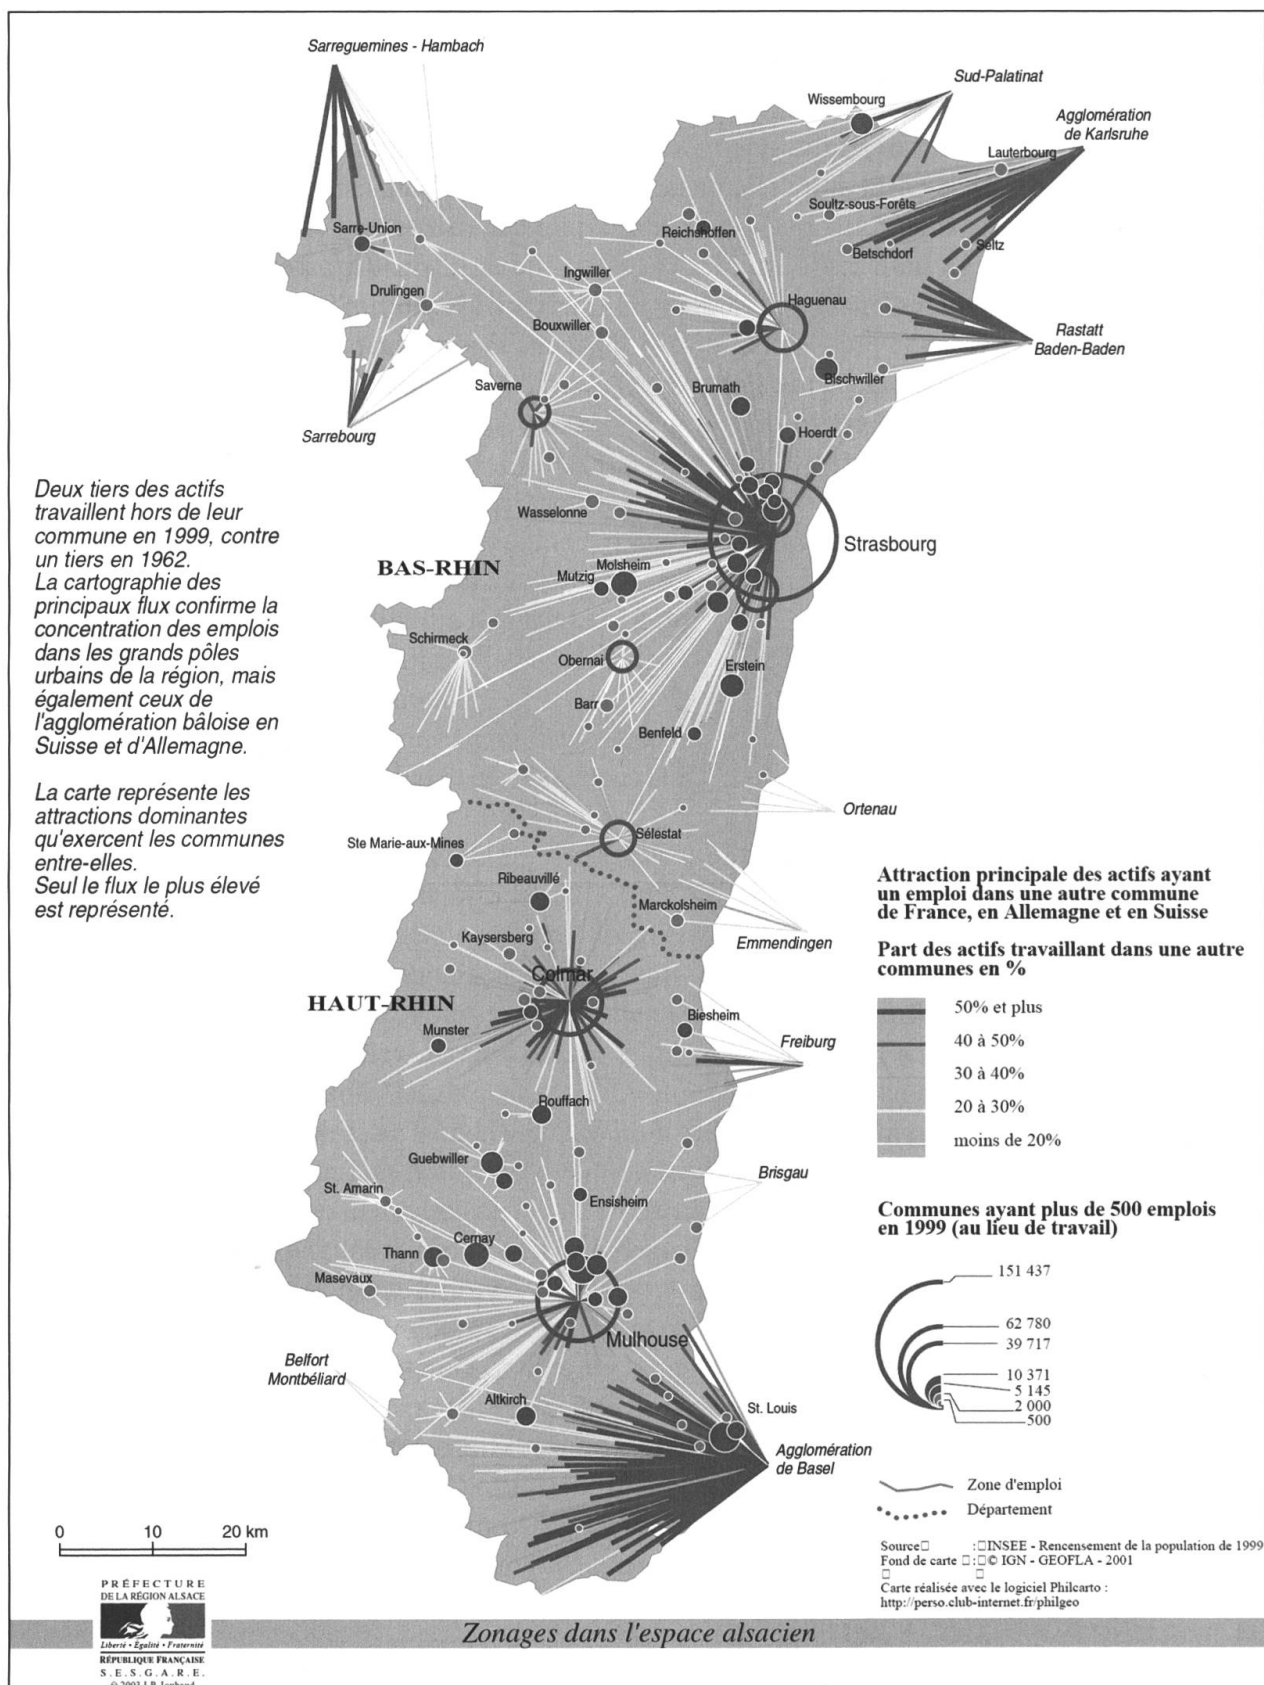 Sarreguemines - Hambach
Sud-Palatinat
Wissembourg
Agglomération
de Karlsruhe
Lauterbourg
Soultz-sous-Forêts
Reichshoffen
Sarre-Union
Betschdorf
Seltz
Ingwiller
Drulingen
Haguenau
Bouxwiller
Rastatt
Baden-Baden
Saverne
Bischwiller
Brumath
Hoerdt
Sarrebourg
Deux tiers des actifs
travaillent hors de leur
commune en 1999, contre
un tiers en 1962.
La cartographie des
principaux flux confirme la
concentration des emplois
dans les grands pôles
urbains de la région, mais
également ceux de
l'agglomération bâloise en
Suisse et d'Allemagne.
La carte représente les
attractions dominantes
qu'exercent les communes
entre-elles.
Seul le flux le plus élevé
est représenté.
Wasselonne
Strasbourg
BAS-RHIN
Molsheim
Mutzig
Schirmeck
Obernai
Erstein
Barr
Benfeld
Ortenau
Sélestat
Ste Marie-aux-Mines
Ribeauvillé
Marckolsheim
Emmendingen
Kaysersberg
Colmar
HAUT-RHIN
Biesheim
Munster
Freiburg
Rouffach
Guebwiller
Brisgau
St. Amarin
Ensisheim
Cernay
Thann
Masevaux
Mulhouse
Belfort
Montbéliard
Altkirch
St. Louis
Agglomération
de Basel
Attraction principale des actifs ayant
un emploi dans une autre commune
de France, en Allemagne et en Suisse
Part des actifs travaillant dans une autre
communes en %
50% et plus
40 à 50%
30 à 40%
20 à 30%
moins de 20%
Communes ayant plus de 500 emplois
en 1999 (au lieu de travail)
151 437
62 780
39 717
10 371
5 145
2 000
500
Zone d'emploi
Département
Source : INSEE - Rencensement de la population de 1999
Fond de carte : © IGN - GEOFLA - 2001
Carte réalisée avec le logiciel Philcarto :
http://perso.club-internet.fr/philgeo
0 10 20 km
PRÉFECTURE
DE LA RÉGION ALSACE
Liberté • Égalité • Fraternité
RÉPUBLIQUE FRANÇAISE
S.E.S.G.A.R.E.
Zonages dans l'espace alsacien